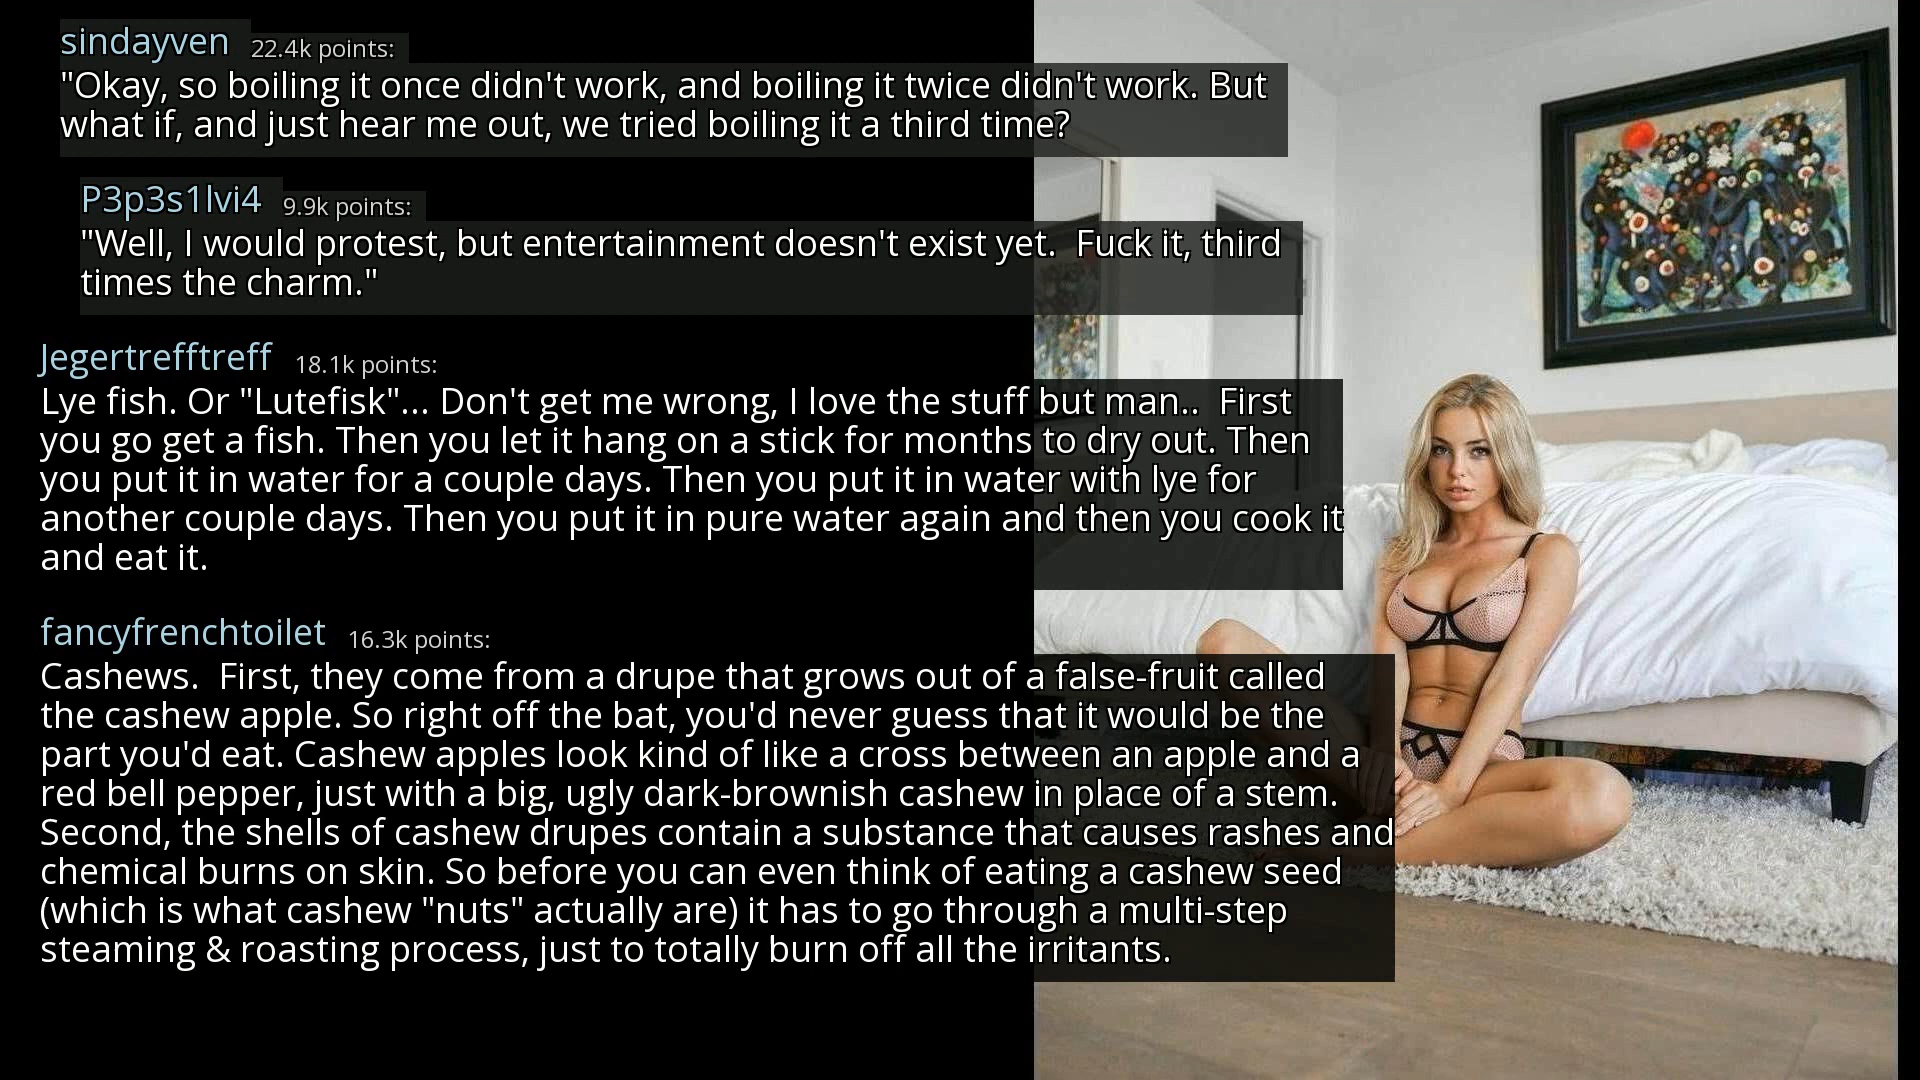 sindayven 22.4k points:
"Okay, so boiling it once didn't work, and boiling it twice didn't work. But
what if, and just hear me out, we tried boiling it a third time?
P3p3s1lvi4 9.9k points:
"Well, I would protest, but entertainment doesn't exist yet.  Fuck it, third
times the charm."
Jegertrefftreff 18.1k points:
Lye fish. Or "Lutefisk"... Don't get me wrong, I love the stuff but man..  First
you go get a fish. Then you let it hang on a stick for months to dry out. Then
you put it in water for a couple days. Then you put it in water with lye for
another couple days. Then you put it in pure water again and then you cook it
and eat it.
fancyfrenchtoilet 16.3k points:
Cashews.  First, they come from a drupe that grows out of a false-fruit called
the cashew apple. So right off the bat, you'd never guess that it would be the
part you'd eat. Cashew apples look kind of like a cross between an apple and a
red bell pepper, just with a big, ugly dark-brownish cashew in place of a stem.
Second, the shells of cashew drupes contain a substance that causes rashes and
chemical burns on skin. So before you can even think of eating a cashew seed
(which is what cashew "nuts" actually are) it has to go through a multi-step
steaming & roasting process, just to totally burn off all the irritants.